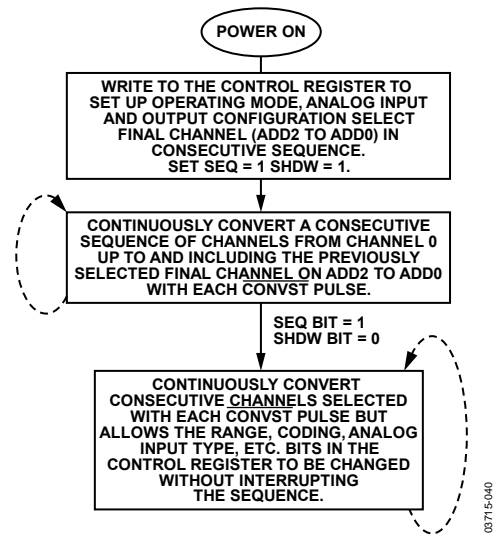 POWER ON
WRITE TO THE CONTROL REGISTER TO
SET UP OPERATING MODE, ANALOG INPUT
AND OUTPUT CONFIGURATION SELECT
FINAL CHANNEL (ADD2 TO ADD0) IN
CONSECUTIVE SEQUENCE.
SET SEQ = 1 SHDW = 1.
CONTINUOUSLY CONVERT A CONSECUTIVE
SEQUENCE OF CHANNELS FROM CHANNEL 0
UP TO AND INCLUDING THE PREVIOUSLY
SELECTED FINAL CHANNEL ON ADD2 TO ADD0
WITH EACH CONVST PULSE.
SEQ BIT = 1
SHDW BIT = 0
CONTINUOUSLY CONVERT
CONSECUTIVE CHANNELS SELECTED
WITH EACH CONVST PULSE BUT
ALLOWS THE RANGE, CODING, ANALOG
INPUT TYPE, ETC. BITS IN THE
CONTROL REGISTER TO BE CHANGED
WITHOUT INTERRUPTING
THE SEQUENCE.
03715-040